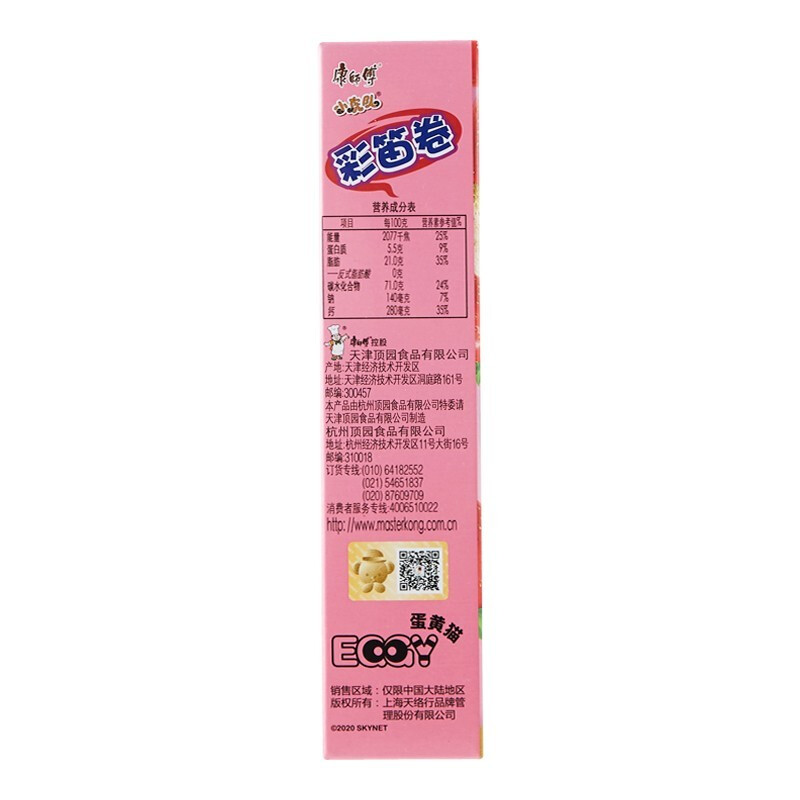 康師傅
小虎队®
彩笛卷
营养成分表
项目 每100克 营养素参考值%
能量 2077千焦 25%
蛋白质 5.5克 9%
脂肪 21.0克 35%
——反式脂肪酸 0克
碳水化合物 71.0克 24%
钠 140毫克 7%
钙 280毫克 35%
康师傅控股
天津顶园食品有限公司
产地:天津经济技术开发区
地址:天津经济技术开发区洞庭路161号
邮编:300457
本产品由杭州顶园食品有限公司特委请
天津顶园食品有限公司制造
杭州顶园食品有限公司
地址:杭州经济技术开发区11号大街16号
邮编:310018
订货专线:(010) 64182552
(021) 54651837
(020) 87609709
消费者服务专线:4006510022
http://www.masterkong.com.cn
蛋黄猫
EGGY
销售区域：仅限中国大陆地区
版权所有：上海天络行品牌管
理股份有限公司
©2020 SKYNET